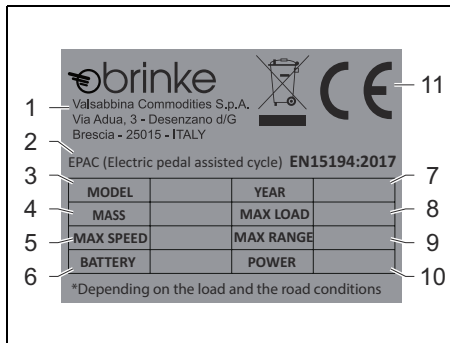 obrinke
CE
11
1
Valsabbina Commodities S.p.A.
Via Adua, 3 - Desenzano d/G
Brescia - 25015 - ITALY
2
EPAC (Electric pedal assisted cycle) EN15194:2017
3
7
MODEL YEAR
4
MASS MAX LOAD
8
5
MAX SPEED MAX RANGE
9
6
BATTERY POWER
10
*Depending on the load and the road conditions